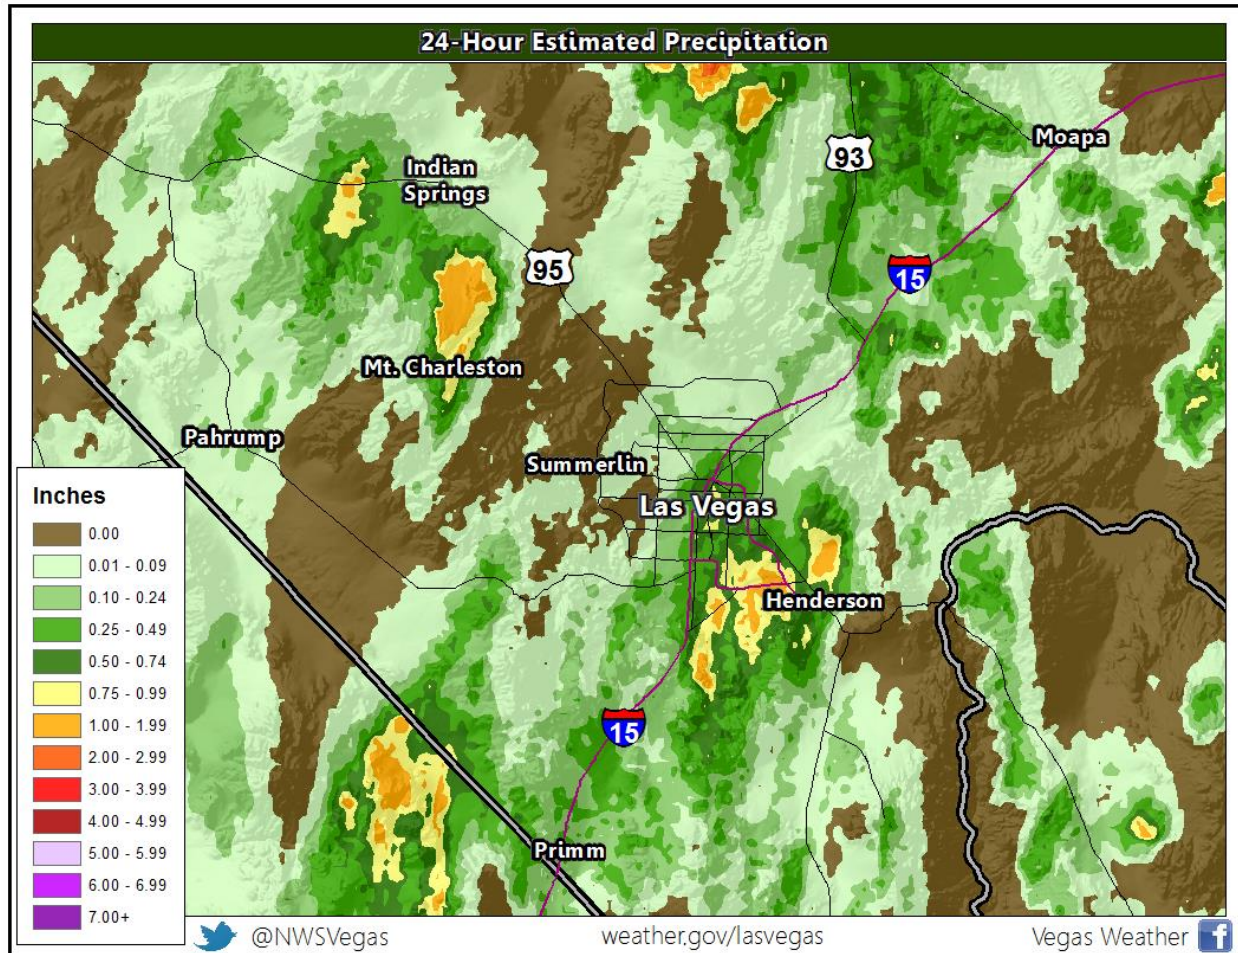 24-Hour Estimated Precipitation
Moapa
93
Indian
Springs
95
15
Mt. Charleston
Pahrump
Summerlin
Las Vegas
Henderson
15
Primm
Inches
0.00
0.01 - 0.09
0.10 - 0.24
0.25 - 0.49
0.50 - 0.74
0.75 - 0.99
1.00 - 1.99
2.00 - 2.99
3.00 - 3.99
4.00 - 4.99
5.00 - 5.99
6.00 - 6.99
7.00+
@NWSVegas
weather.gov/lasvegas
Vegas Weather